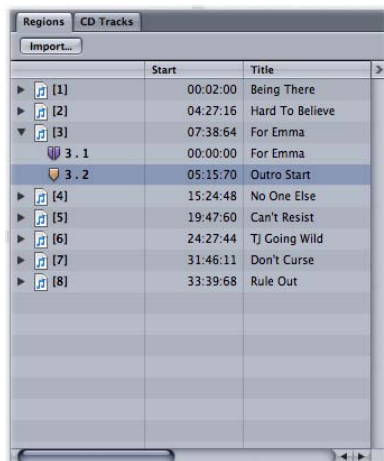 Regions CD Tracks
Import...
Start Title
[1] 00:02:00 Being There
[2] 04:27:16 Hard To Believe
[3] 07:38:64 For Emma
3.1 00:00:00 For Emma
3.2 05:15:70 Outro Start
[4] 15:24:48 No One Else
[5] 19:47:60 Can't Resist
[6] 24:27:44 TJ Going Wild
[7] 31:46:11 Don't Curse
[8] 33:39:68 Rule Out